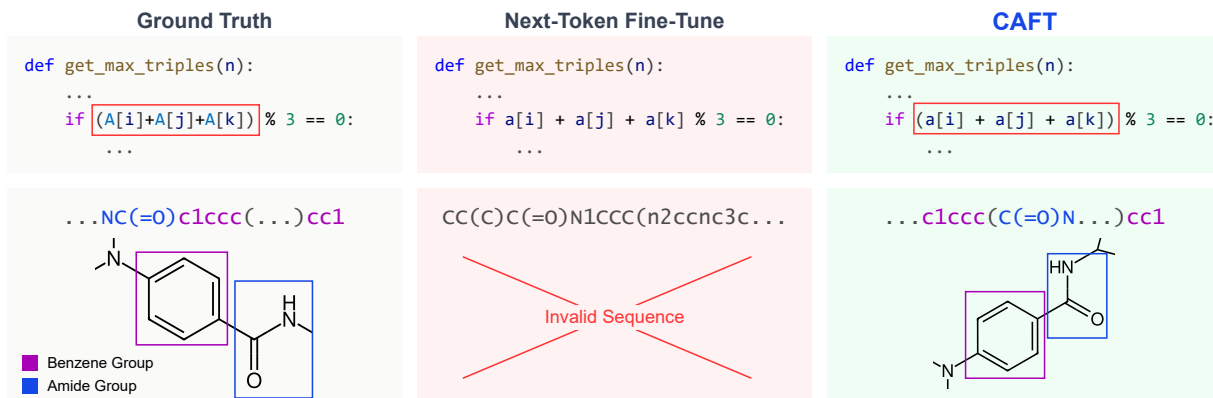 Ground Truth
def get_max_triples(n):
...
if (A[i]+A[j]+A[k]) % 3 == 0:
...
...NC(=O)c1ccc(...)cc1
N
H
N
O
Benzene Group
Amide Group
Next-Token Fine-Tune
def get_max_triples(n):
...
if a[i] + a[j] + a[k] % 3 == 0:
...
CC(C)C(=O)N1CCC(n2ccnc3c...
Invalid Sequence
CAFT
def get_max_triples(n):
...
if (a[i] + a[j] + a[k]) % 3 == 0:
...
...c1ccc(C(=O)N...)cc1
HN
O
N